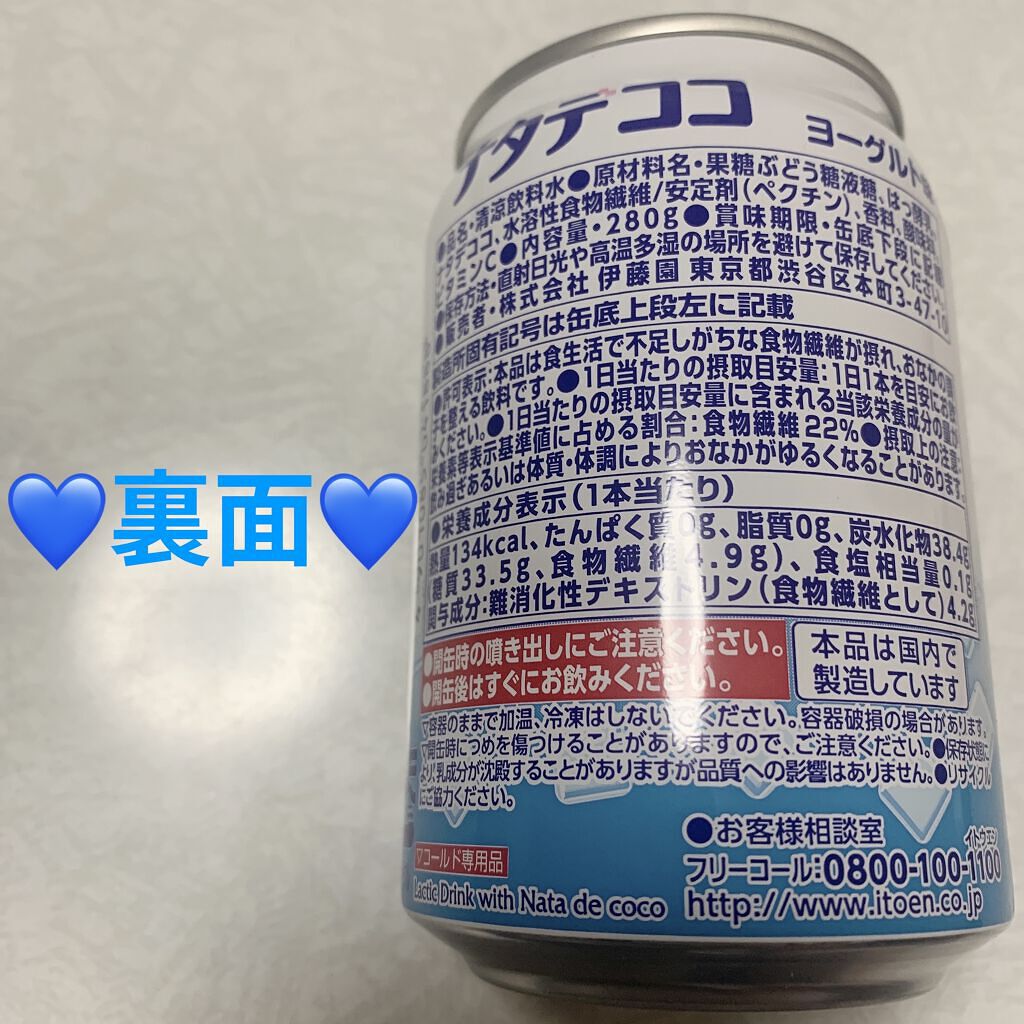 ナタデココ
ヨーグルト味
●品名・清涼飲料水●原材料名・果糖ぶどう糖液糖、はっ酵乳、
ナタデココ、水溶性食物繊維/安定剤(ペクチン)、香料、酸味料、
ビタミンC●内容量・280g●賞味期限・缶底下段に記載
●保存方法・直射日光や高温多湿の場所を避けて保存してください。
●販売者・株式会社 伊藤園 東京都渋谷区本町3-47-10
製造所固有記号は缶底上段左に記載
●許可表示:本品は食生活で不足しがちな食物繊維が摂れ、おなかの調
子を整える飲料です。●1日当たりの摂取目安量:1日1本を目安にお飲
みください。●1日当たりの摂取目安量に含まれる当該栄養成分の量が
栄養素等表示基準値に占める割合:食物繊維22%●摂取上の注意:
飲み過ぎあるいは体質・体調によりおなかがゆるくなることがあります。
●栄養成分表示(1本当たり)
熱量134kcal、たんぱく質0g、脂質0g、炭水化物38.4g
(糖質33.5g、食物繊維4.9g)、食塩相当量0.1g
関与成分:難消化性デキストリン(食物繊維として)4.2g
💙裏面💙
●開缶時の噴き出しにご注意ください。
●開缶後はすぐにお飲みください。
本品は国内で
製造しています
▽容器のままで加温、冷凍はしないでください。容器破損の場合があります。
▽開缶時につめを傷つけることがありますので、ご注意ください。●保存状態に
より乳成分が沈殿することがありますが品質への影響はありません。●リサイクル
にご協力ください。
●お客様相談室
イトウエン
フリーコール:0800-100-1100
▽コールド専用品
Lactic Drink with Nata de coco
http://www.itoen.co.jp